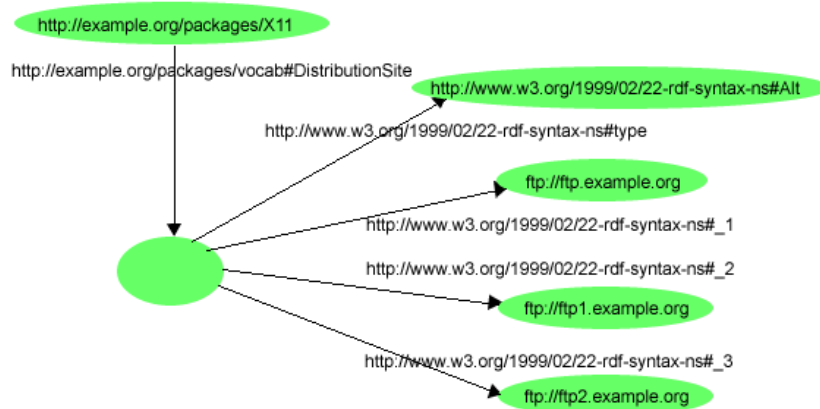 http://example.org/packages/X11
http://example.org/packages/vocab#DistributionSite
http://www.w3.org/1999/02/22-rdf-syntax-ns#Alt
http://www.w3.org/1999/02/22-rdf-syntax-ns#type
ftp://ftp.example.org
http://www.w3.org/1999/02/22-rdf-syntax-ns#_1
http://www.w3.org/1999/02/22-rdf-syntax-ns#_2
ftp://ftp1.example.org
http://www.w3.org/1999/02/22-rdf-syntax-ns#_3
ftp://ftp2.example.org